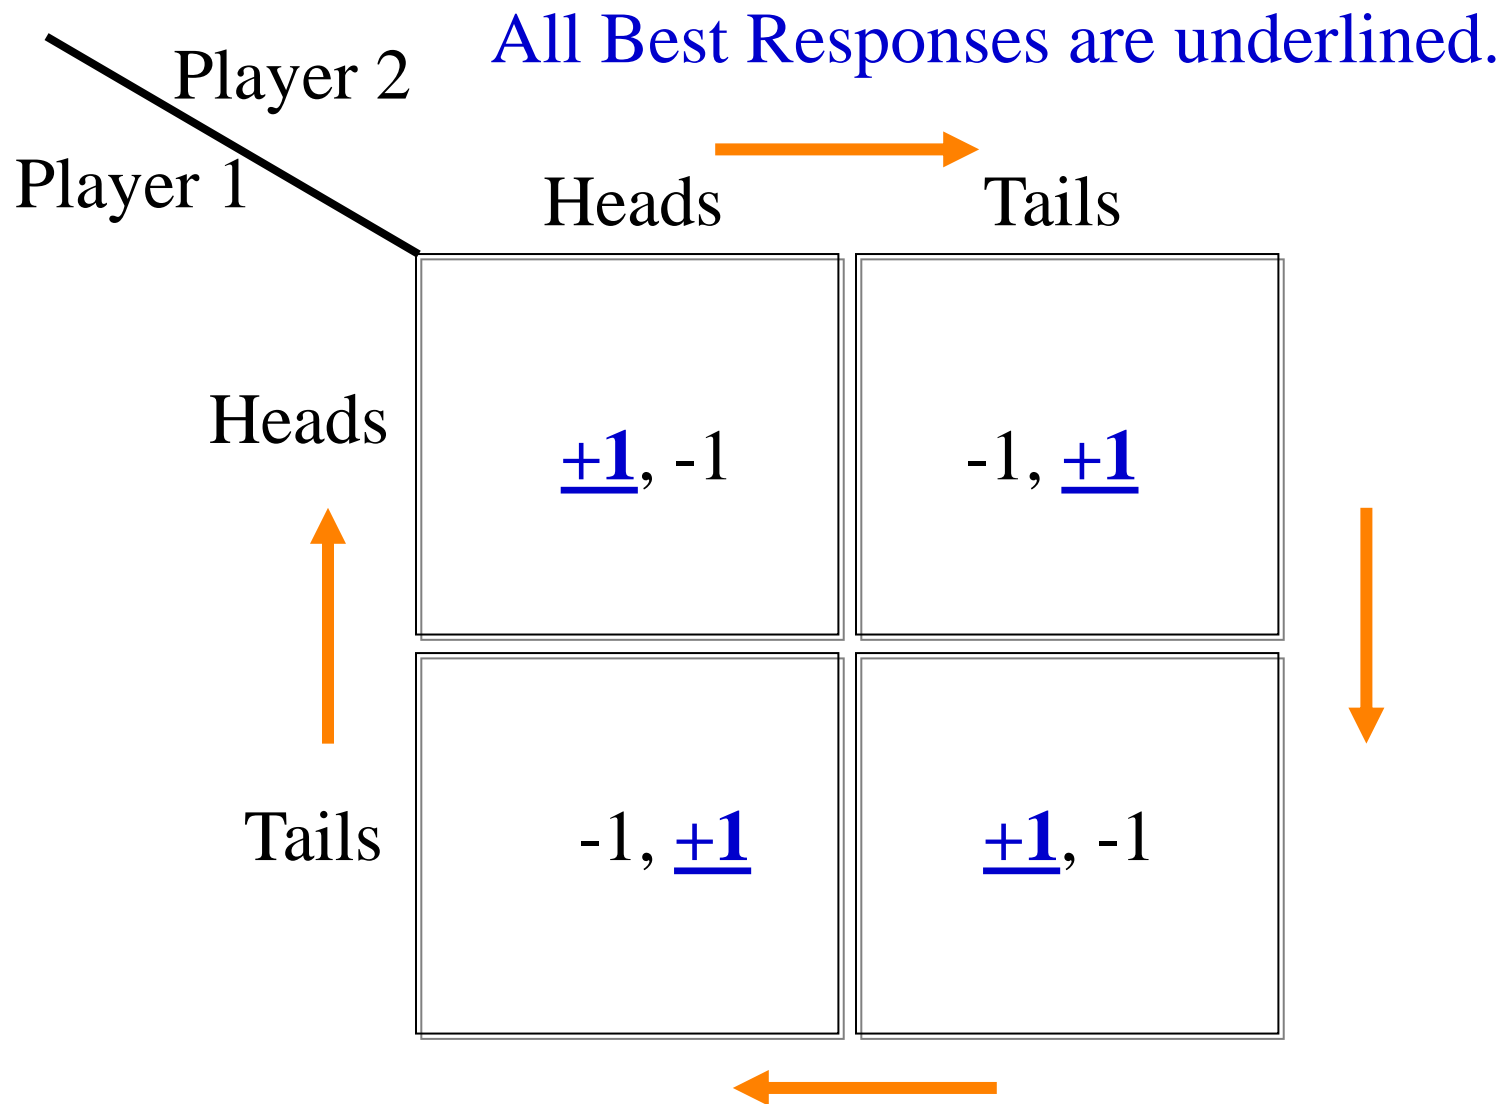 All Best Responses are underlined.
Player 2
Player 1
Heads Tails
Heads
+1, -1 -1, +1
Tails
-1, +1 +1, -1